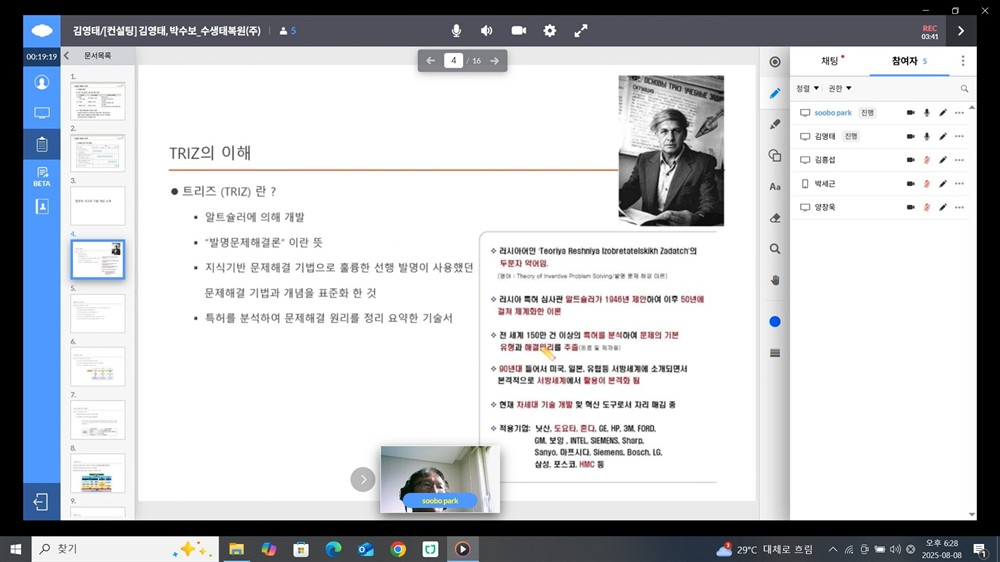 김영태/[컨설팅] 김영태, 박수보_수생태복원(주)
5
REC
03:41
00:19:19
문서목록
4 / 16
채팅
참여자 5
정렬
권한
soobo park 진행
김영태 진행
김홍섭
박세근
양창욱
BETA
1.
2.
3.
4.
5.
6.
7.
8.
9.
Aa
TRIZ의 이해
트리즈 (TRIZ) 란 ?
알트슐러에 의해 개발
“발명문제해결론” 이란 뜻
지식기반 문제해결 기법으로 훌륭한 선행 발명이 사용했던
문제해결 기법과 개념을 표준화 한 것
특허를 분석하여 문제해결 원리를 정리 요약한 기술서
러시아어인 'Teoriya Reshniya Izobretatelskikh Zadatch'의
두문자 약어임.
(영어 : Theory of Inventive Problem Solving/발명 문제 해결 이론)
러시아 특허 심사관 알트슐러가 1946년 제안하여 이후 50년에
걸쳐 체계화한 이론
전 세계 150만 건 이상의 특허를 분석하여 문제의 기본
유형과 해결원리를 추출
90년대 들어서 미국, 일본, 유럽등 서방세계에 소개되면서
본격적으로 서방세계에서 활용이 본격화 됨
현재 차세대 기술 개발 및 혁신 도구로서 자리 매김 중
적용기업: 닛산, 도요타, 혼다, GE, HP, 3M, FORD,
GM, 보잉 , INTEL, SIEMENS, Sharp,
Sanyo, 마쯔시다, Siemens, Bosch, LG,
삼성, 포스코, HMC 등
soobo park
찾기
29°C 대체로 흐림
오후 6:28
2025-08-08
1